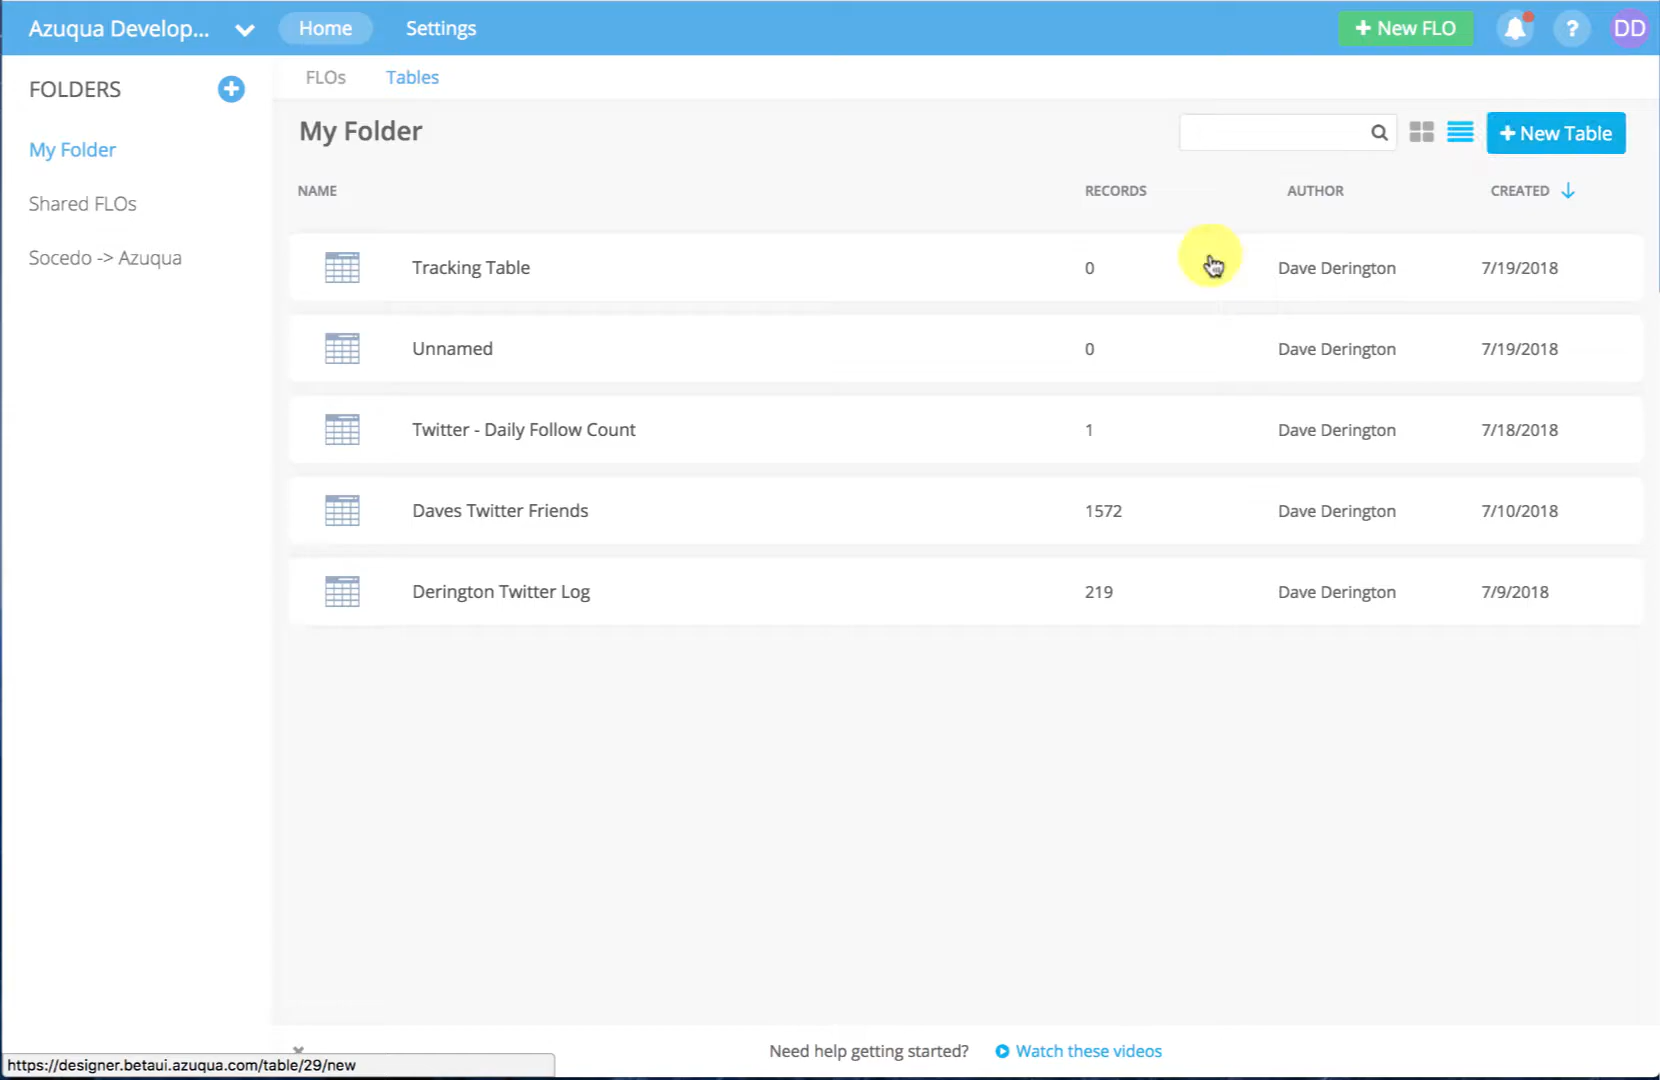 Azuqua Develop... Home Settings + New FLO ? DD
FOLDERS
FLOs Tables
My Folder
Shared FLOs
Socedo -> Azuqua
My Folder
+ New Table
NAME RECORDS AUTHOR CREATED
Tracking Table 0 Dave Derington 7/19/2018
Unnamed 0 Dave Derington 7/19/2018
Twitter - Daily Follow Count 1 Dave Derington 7/18/2018
Daves Twitter Friends 1572 Dave Derington 7/10/2018
Derington Twitter Log 219 Dave Derington 7/9/2018
Need help getting started? Watch these videos
https://designer.betaui.azuqua.com/table/29/new